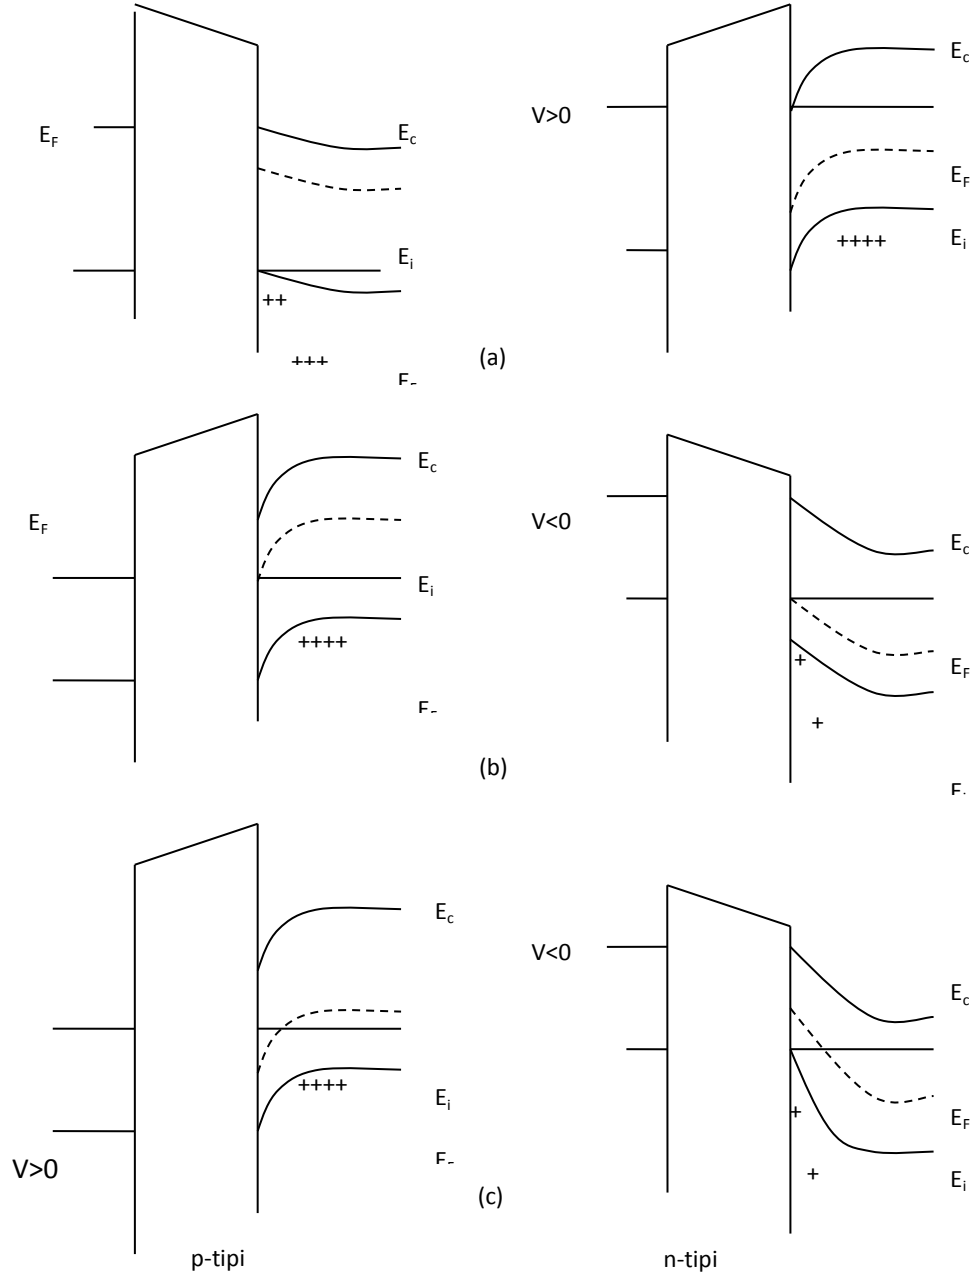 E_c
E_F
V>0
E_c
E_F
E_i
++
++++
E_i
+++
(a)
E_c
E_F
V<0
E_c
E_i
++++
+
E_F
+
(b)
E_c
V<0
E_c
++++
E_i
+
E_F
V>0
+
E_i
(c)
p-tipi
n-tipi